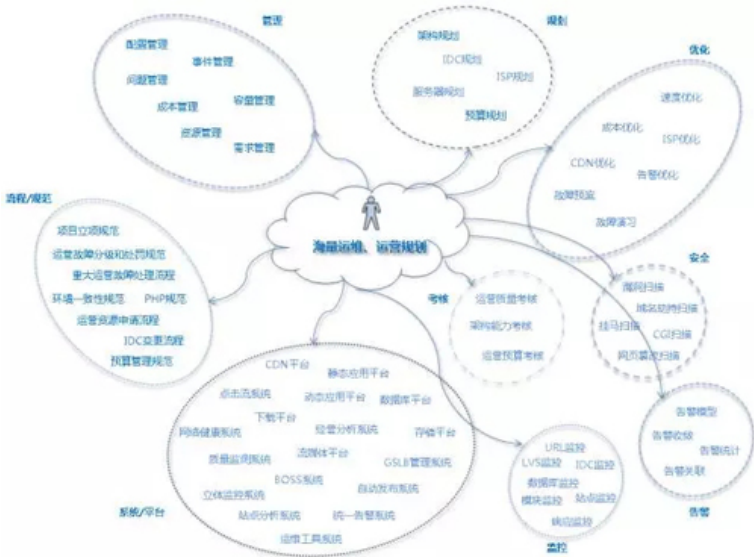 管理
配置管理
事件管理
问题管理
成本管理
容量管理
资源管理
需求管理
规划
架构规划
IDC规划
ISP规划
服务器规划
预算规划
优化
速度优化
成本优化
ISP优化
CDN优化
告警优化
故障预案
故障演习
流程/规范
项目立项规范
运营故障分级和处罚规范
重大运营故障处理流程
环境一致性规范
PHP规范
运营资源申请流程
IDC变更流程
预算管理规范
海量运维、运营规划
考核
运营质量考核
架构能力考核
运营预算考核
安全
漏洞扫描
域名劫持扫描
挂马扫描
CGI扫描
网页篡改扫描
系统/平台
CDN平台
静态应用平台
点击流系统
动态应用平台
数据库平台
下载平台
网络健康系统
经营分析系统
存储平台
质量监测系统
流媒体平台
GSLB管理系统
BOSS系统
立体监控系统
自动发布系统
站点分析系统
统一告警系统
运维工具系统
URL监控
LVS监控
IDC监控
数据库监控
模块监控
站点监控
响应监控
监控
告警模型
告警收敛
告警统计
告警关联
告警